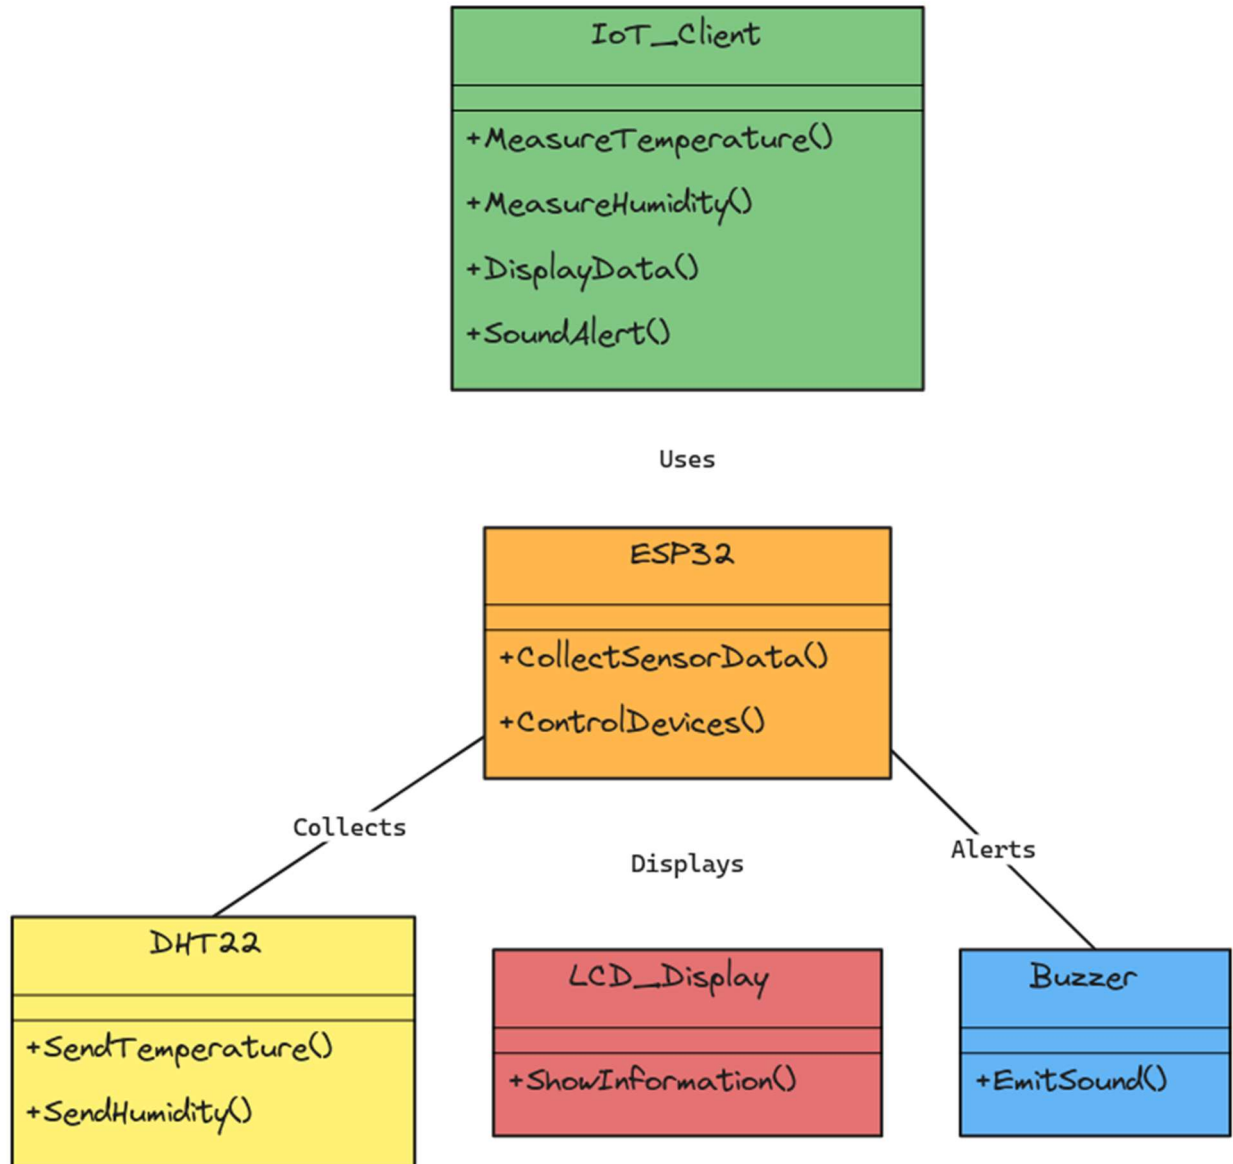 IoT_Client
+MeasureTemperature()
+MeasureHumidity()
+DisplayData()
+SoundAlert()
Uses
ESP32
+CollectSensorData()
+ControlDevices()
Collects
Displays
Alerts
DHT22
+SendTemperature()
+SendHumidity()
LCD_Display
+ShowInformation()
Buzzer
+EmitSound()